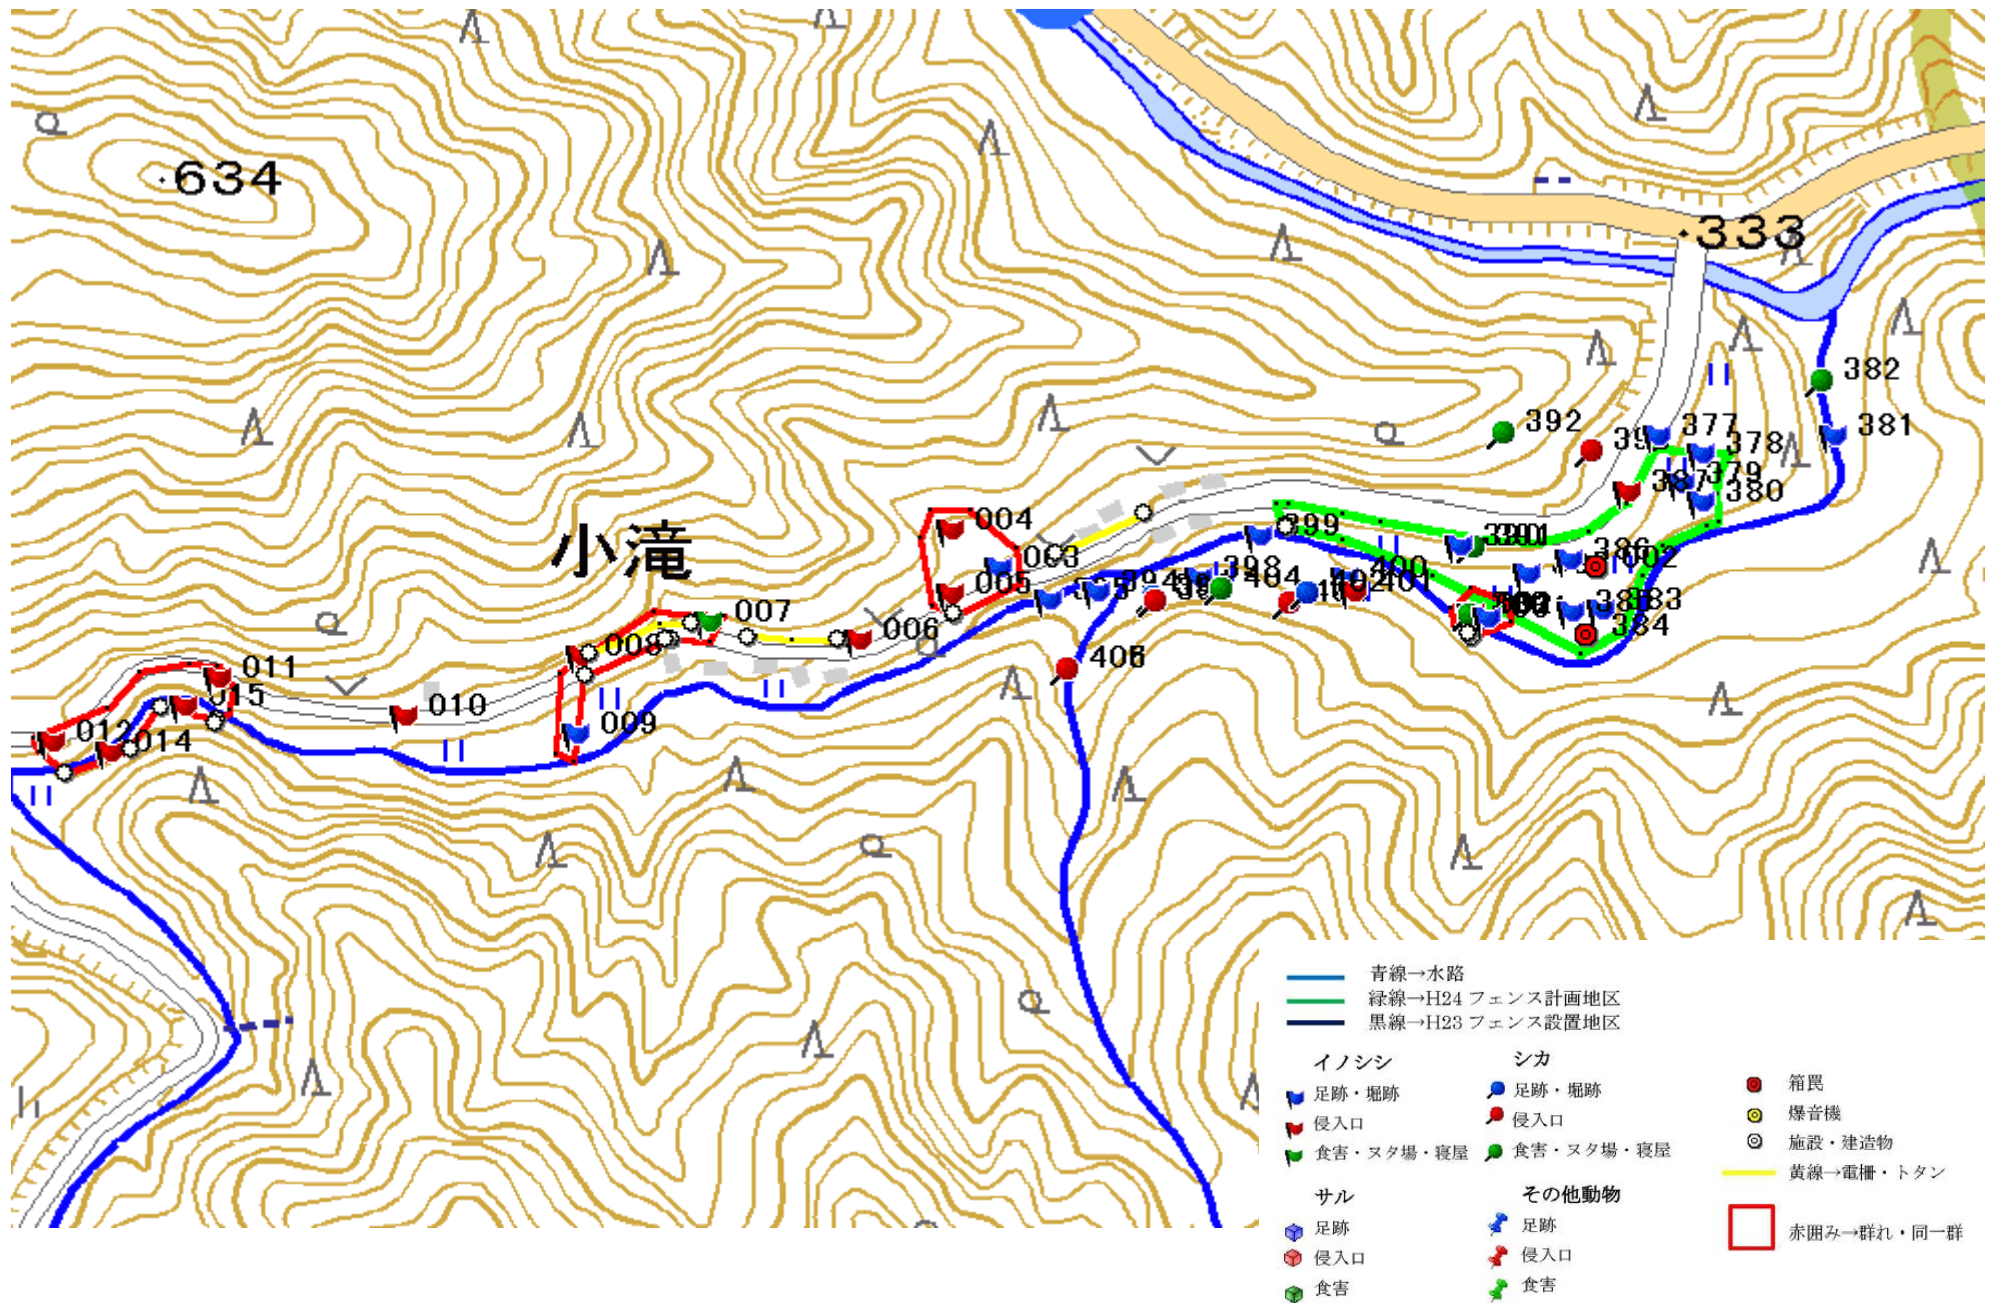 634
333
382
392
377
381
378
379
380
004
399
386
003
398
404
400
005
383
007
384
006
008
406
011
015
010
009
012
014
小滝
青線→水路
緑線→H24 フェンス計画地区
黒線→H23 フェンス設置地区
イノシシ
足跡・堀跡
侵入口
食害・ヌタ場・寝屋
シカ
足跡・堀跡
侵入口
食害・ヌタ場・寝屋
サル
足跡
侵入口
食害
その他動物
足跡
侵入口
食害
箱罠
爆音機
施設・建造物
黄線→電柵・トタン
赤囲み→群れ・同一群